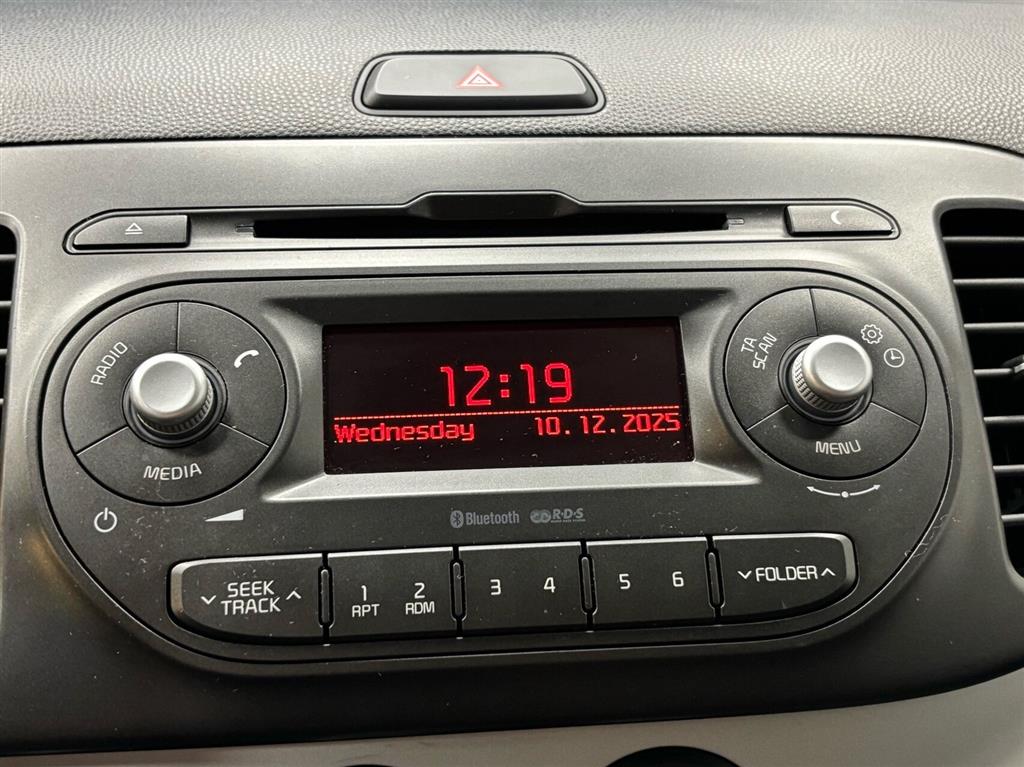 12:19
Wednesday 10.12.2025
RADIO
MEDIA
TA
SCAN
MENU
Bluetooth R·D·S
SEEK
TRACK
1 2
RPT RDM
3 4
5 6
FOLDER